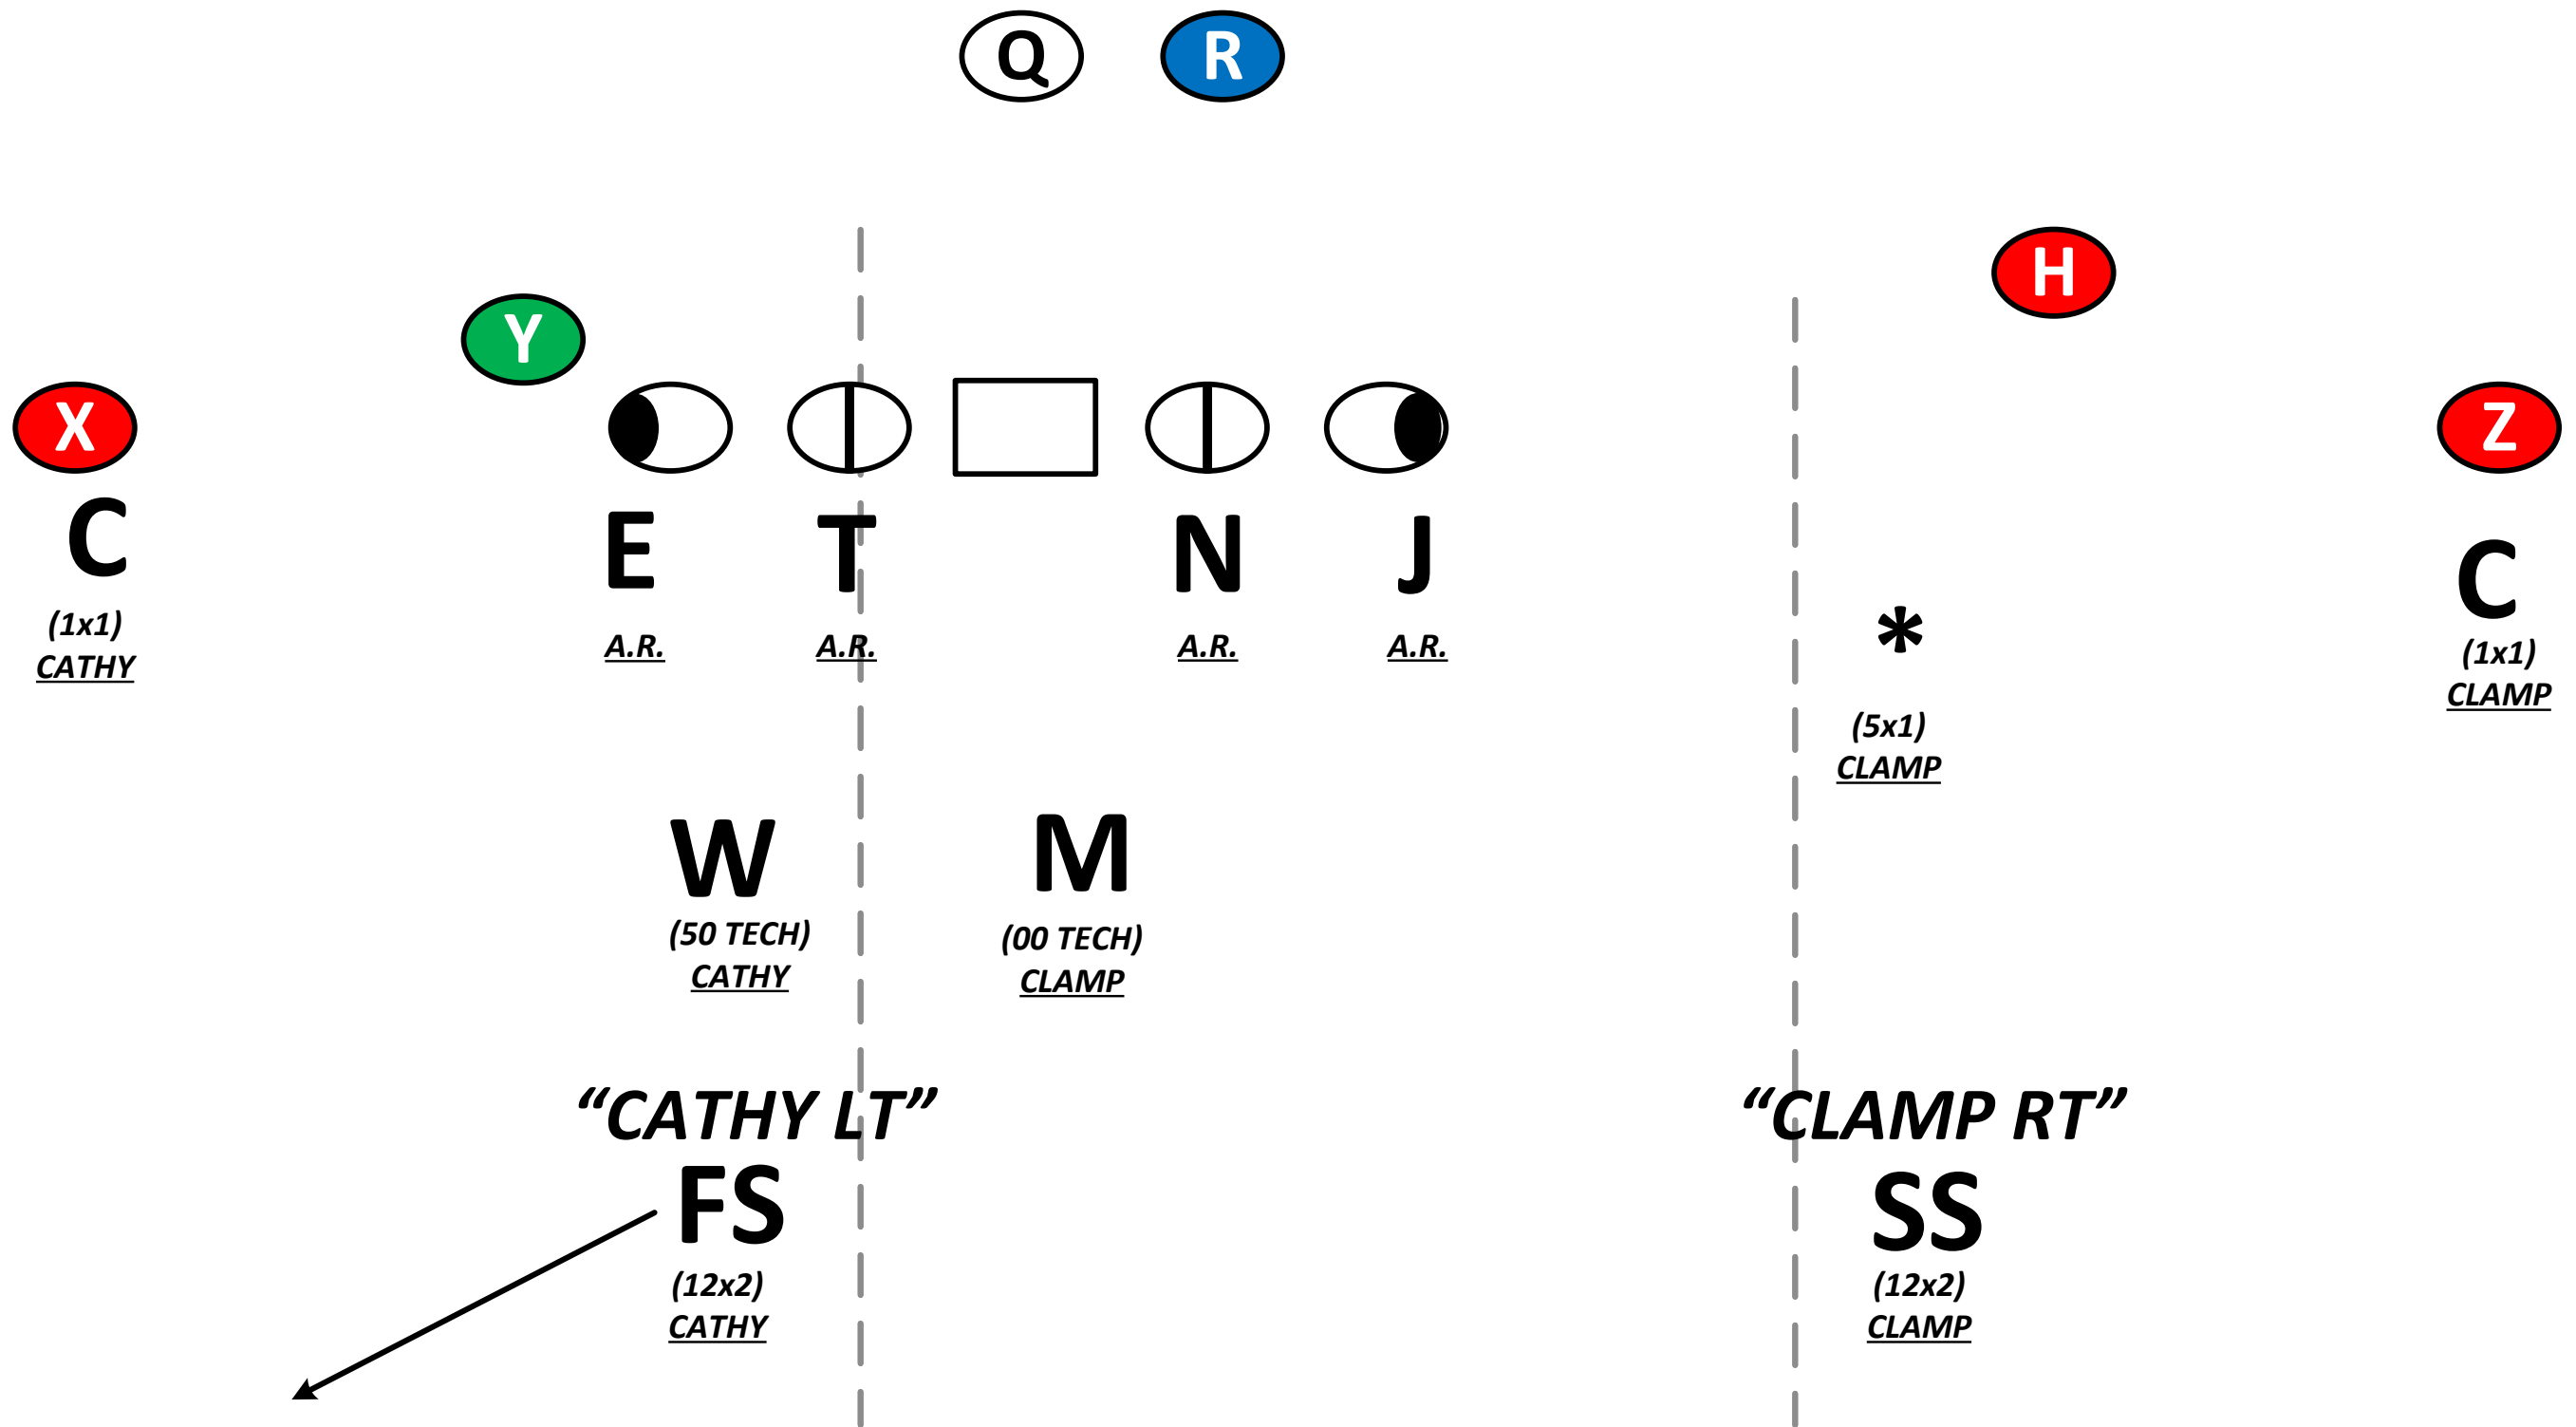 Q R
H
Y
X Z
C E T N J C
*
(1x1) A.R. A.R. A.R. A.R. (1x1)
CATHY CLAMP
(5x1)
CLAMP
W M
(50 TECH) (00 TECH)
CATHY CLAMP
“CATHY LT” “CLAMP RT”
FS SS
(12x2) (12x2)
CATHY CLAMP